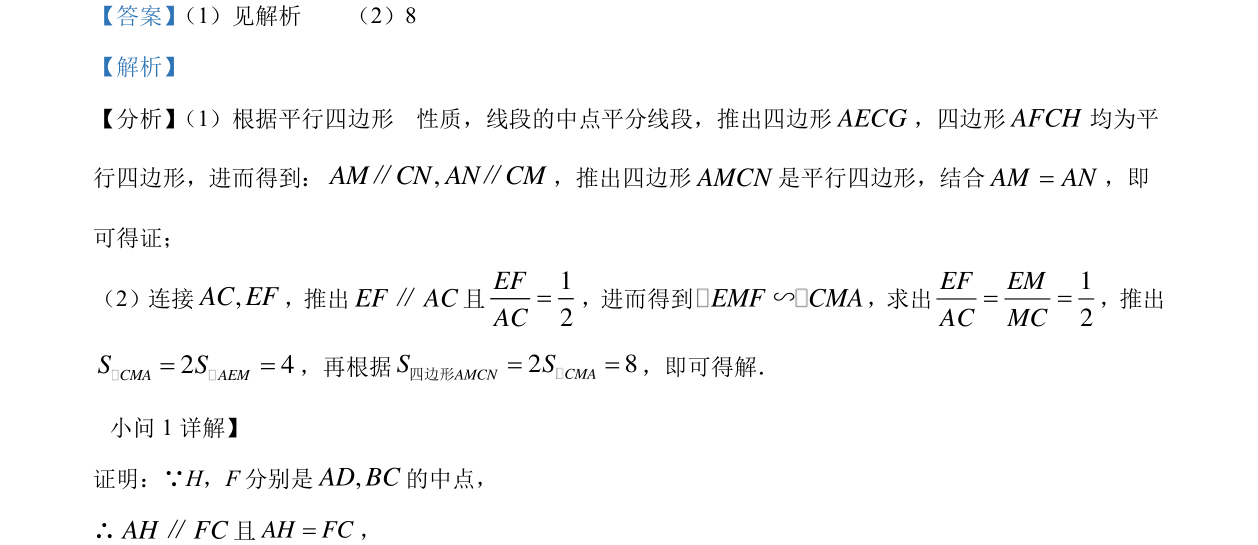 【答案】（1）见解析 （2）8
【解析】
【分析】（1）根据平行四边形 性质，线段的中点平分线段，推出四边形 AECG ，四边形 AFCH 均为平
行四边形，进而得到： AM∥CN, AN∥CM ，推出四边形 AMCN 是平行四边形，结合 AM = AN ，即
可得证；
（2）连接 AC, EF ，推出 EF ∥ AC 且 EF/AC = 1/2 ，进而得到□EMF ∽□CMA ，求出 EF/AC = EM/MC = 1/2 ，推出
S□CMA = 2S□AEM = 4 ，再根据 S四边形AMCN = 2S□CMA = 8 ，即可得解．
小问 1 详解】
证明：∵H，F 分别是 AD, BC 的中点，
∴ AH ∥ FC 且 AH = FC ，